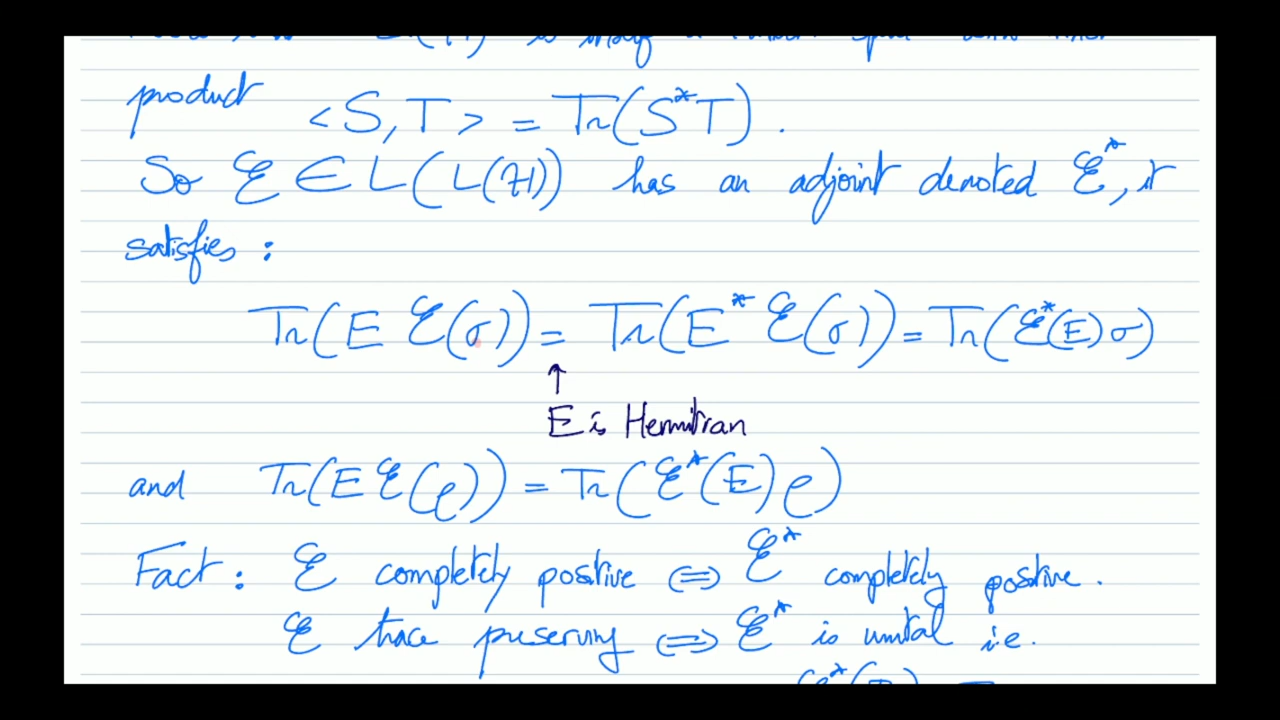 is
product < S, T > = Tr(S*T).
So ℰ ∈ L(L(H)) has an adjoint denoted ℰ*, it
satisfies :
Tr(E ℰ(σ)) = Tr(E* ℰ(σ)) = Tr(ℰ*(E)σ)
↑
E is Hermitian
and Tr(E ℰ(ρ)) = Tr(ℰ*(E)ρ)
Fact : ℰ completely positive ⇔ ℰ* completely positive.
ℰ trace preserving ⇔ ℰ* is unital i.e.